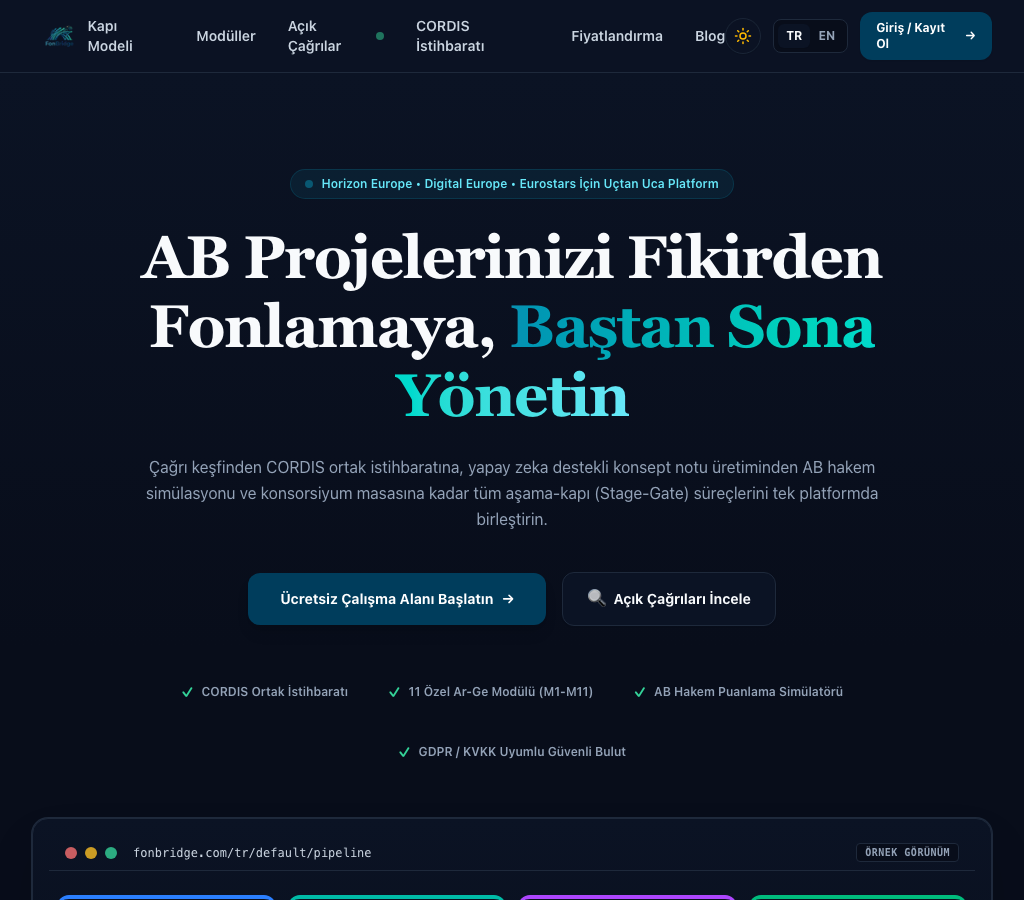 Kapı Modeli
Modüller
Açık Çağrılar
CORDIS İstihbaratı
Fiyatlandırma
Blog
TR
EN
Giriş / Kayıt Ol →
Horizon Europe • Digital Europe • Eurostars İçin Uçtan Uca Platform
AB Projelerinizi Fikirden
Fonlamaya, Baştan Sona
Yönetin
Çağrı keşfinden CORDIS ortak istihbaratına, yapay zeka destekli konsept notu üretiminden AB hakem
simülasyonu ve konsorsiyum masasına kadar tüm aşama-kapı (Stage-Gate) süreçlerini tek platformda
birleştirin.
Ücretsiz Çalışma Alanı Başlatın →
Açık Çağrıları İncele
✓ CORDIS Ortak İstihbaratı
✓ 11 Özel Ar-Ge Modülü (M1-M11)
✓ AB Hakem Puanlama Simülatörü
✓ GDPR / KVKK Uyumlu Güvenli Bulut
fonbridge.com/tr/default/pipeline
ÖRNEK GÖRÜNÜM